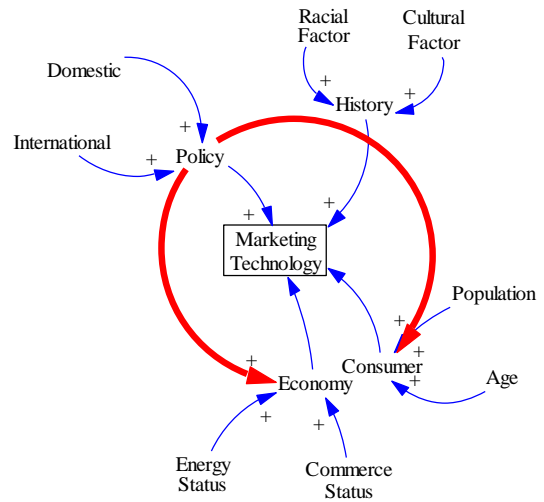 Racial
Factor
Cultural
Factor
Domestic
+
+
History
+
International
+
+
Policy
+
+
Marketing
Technology
Population
+
+
+
Consumer
+
Economy
Age
+
+
Energy
Status
Commerce
Status